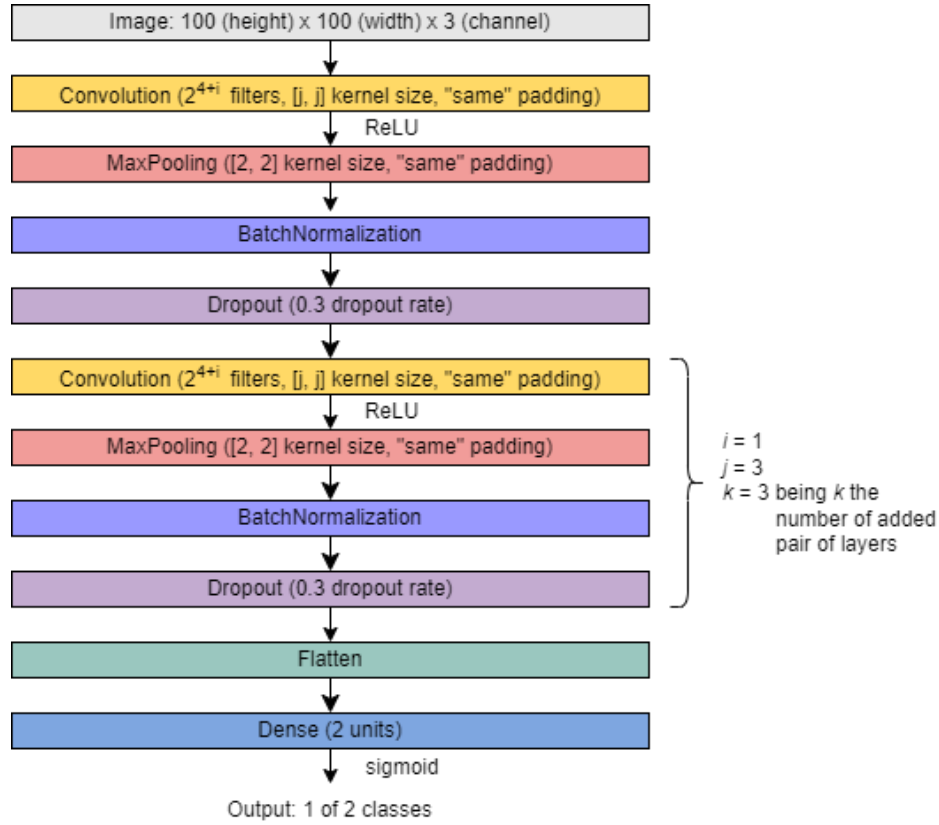 Image: 100 (height) x 100 (width) x 3 (channel)
Convolution (2^{4+i} filters, [j, j] kernel size, "same" padding)
ReLU
MaxPooling ([2, 2] kernel size, "same" padding)
BatchNormalization
Dropout (0.3 dropout rate)
Convolution (2^{4+i} filters, [j, j] kernel size, "same" padding)
ReLU
MaxPooling ([2, 2] kernel size, "same" padding)
BatchNormalization
Dropout (0.3 dropout rate)
i = 1
j = 3
k = 3 being k the
number of added
pair of layers
Flatten
Dense (2 units)
sigmoid
Output: 1 of 2 classes